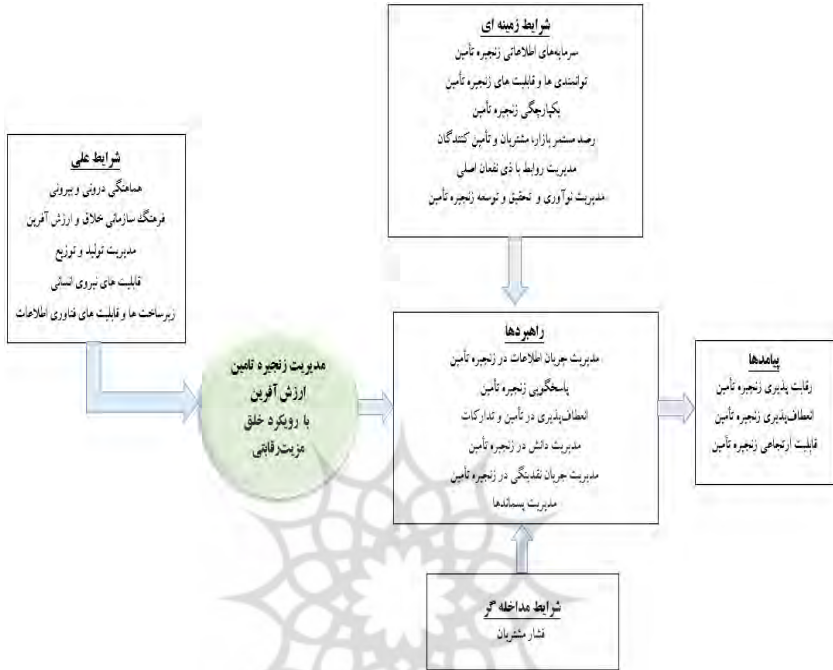 شرایط زمینه ای
سرمایه‌های اطلاعاتی زنجیره تأمین
توانمندی ها و قابلیت های زنجیره تأمین
یکپارچگی زنجیره تأمین
رصد مستمر بازار، مشتریان و تأمین کنندگان
مدیریت روابط با ذی نفعان اصلی
مدیریت نوآوری و تحقیق و توسعه زنجیره تأمین
شرایط علی
هماهنگی درونی و بیرونی
فرهنگ سازمانی خلاق و ارزش آفرین
مدیریت تولید و توزیع
قابلیت های نیروی انسانی
زیرساخت ها و قابلیت های فناوری اطلاعات
مدیریت زنجیره تامین
ارزش آفرین
با رویکرد خلق
مزیت‌رقابتی
راهبردها
مدیریت جریان اطلاعات در زنجیره تأمین
پاسخگویی زنجیره تأمین
انعطاف‌پذیری در تأمین و تدارکات
مدیریت دانش در زنجیره تأمین
مدیریت جریان نقدینگی در زنجیره تأمین
مدیریت پسماندها
پیامدها
رقابت پذیری زنجیره تأمین
انعطاف‌پذیری زنجیره تأمین
قابلیت ارتجاعی زنجیره تأمین
شرایط مداخله گر
فشار مشتریان